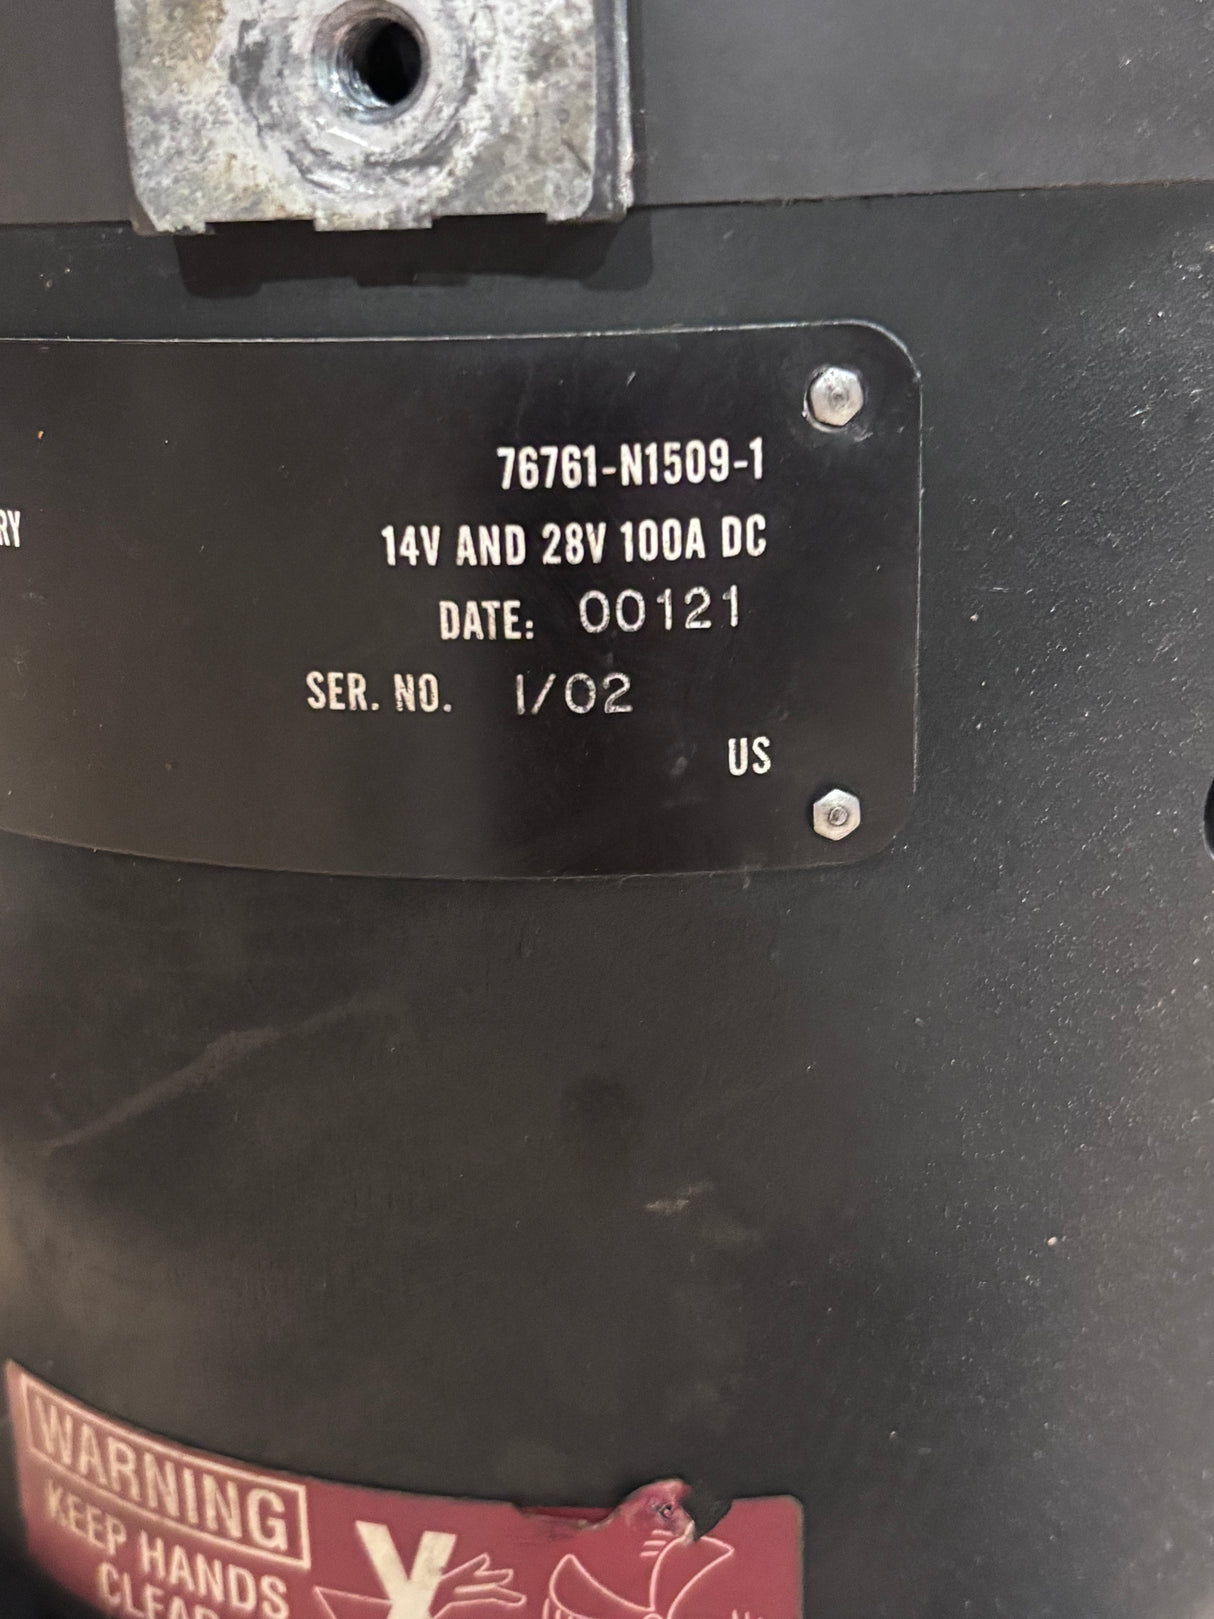 76761-N1509-1
RY
14V AND 28V 100A DC
DATE: 00121
SER. NO. 1/02
US
WARNING
KEEP HANDS
CLEAR